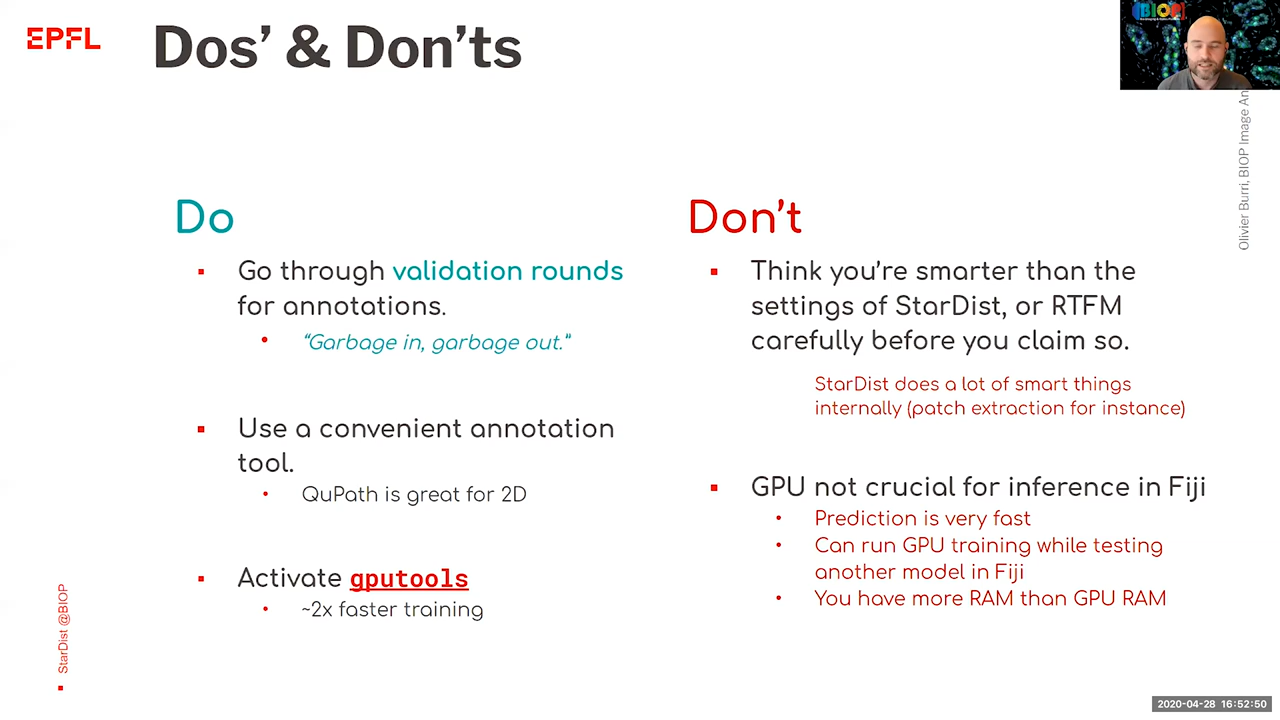 EPFL
Dos' & Don'ts
BIOP
Olivier Burri, BIOP Image An
Do
Go through validation rounds
for annotations.
“Garbage in, garbage out.”
Use a convenient annotation
tool.
QuPath is great for 2D
Activate gputools
~2x faster training
Don't
Think you're smarter than the
settings of StarDist, or RTFM
carefully before you claim so.
StarDist does a lot of smart things
internally (patch extraction for instance)
GPU not crucial for inference in Fiji
Prediction is very fast
Can run GPU training while testing
another model in Fiji
You have more RAM than GPU RAM
StarDist @BIOP
2020-04-28 16:52:50